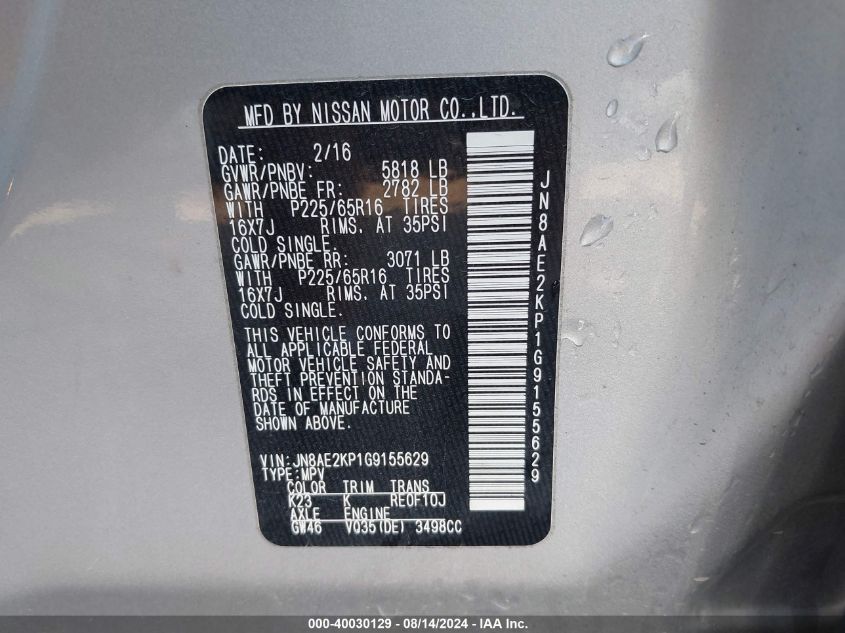 MFD BY NISSAN MOTOR CO.,LTD.
DATE: 2/16
GVWR/PNBV: 5818 LB
GAWR/PNBE FR: 2782 LB
WITH P225/65R16 TIRES
16X7J RIMS. AT 35PSI
COLD SINGLE.
GAWR/PNBE RR: 3071 LB
WITH P225/65R16 TIRES
16X7J RIMS. AT 35PSI
COLD SINGLE.
THIS VEHICLE CONFORMS TO
ALL APPLICABLE FEDERAL
MOTOR VEHICLE SAFETY AND
THEFT PREVENTION STANDA-
RDS IN EFFECT ON THE
DATE OF MANUFACTURE
SHOWN ABOVE.
VIN:JN8AE2KP1G9155629
TYPE:MPV
COLOR TRIM TRANS
K23 K RE0F10J
AXLE ENGINE
GW46 VQ35(DE) 3498CC
JN8AE2KP1G9155629
000-40030129 - 08/14/2024 - IAA Inc.